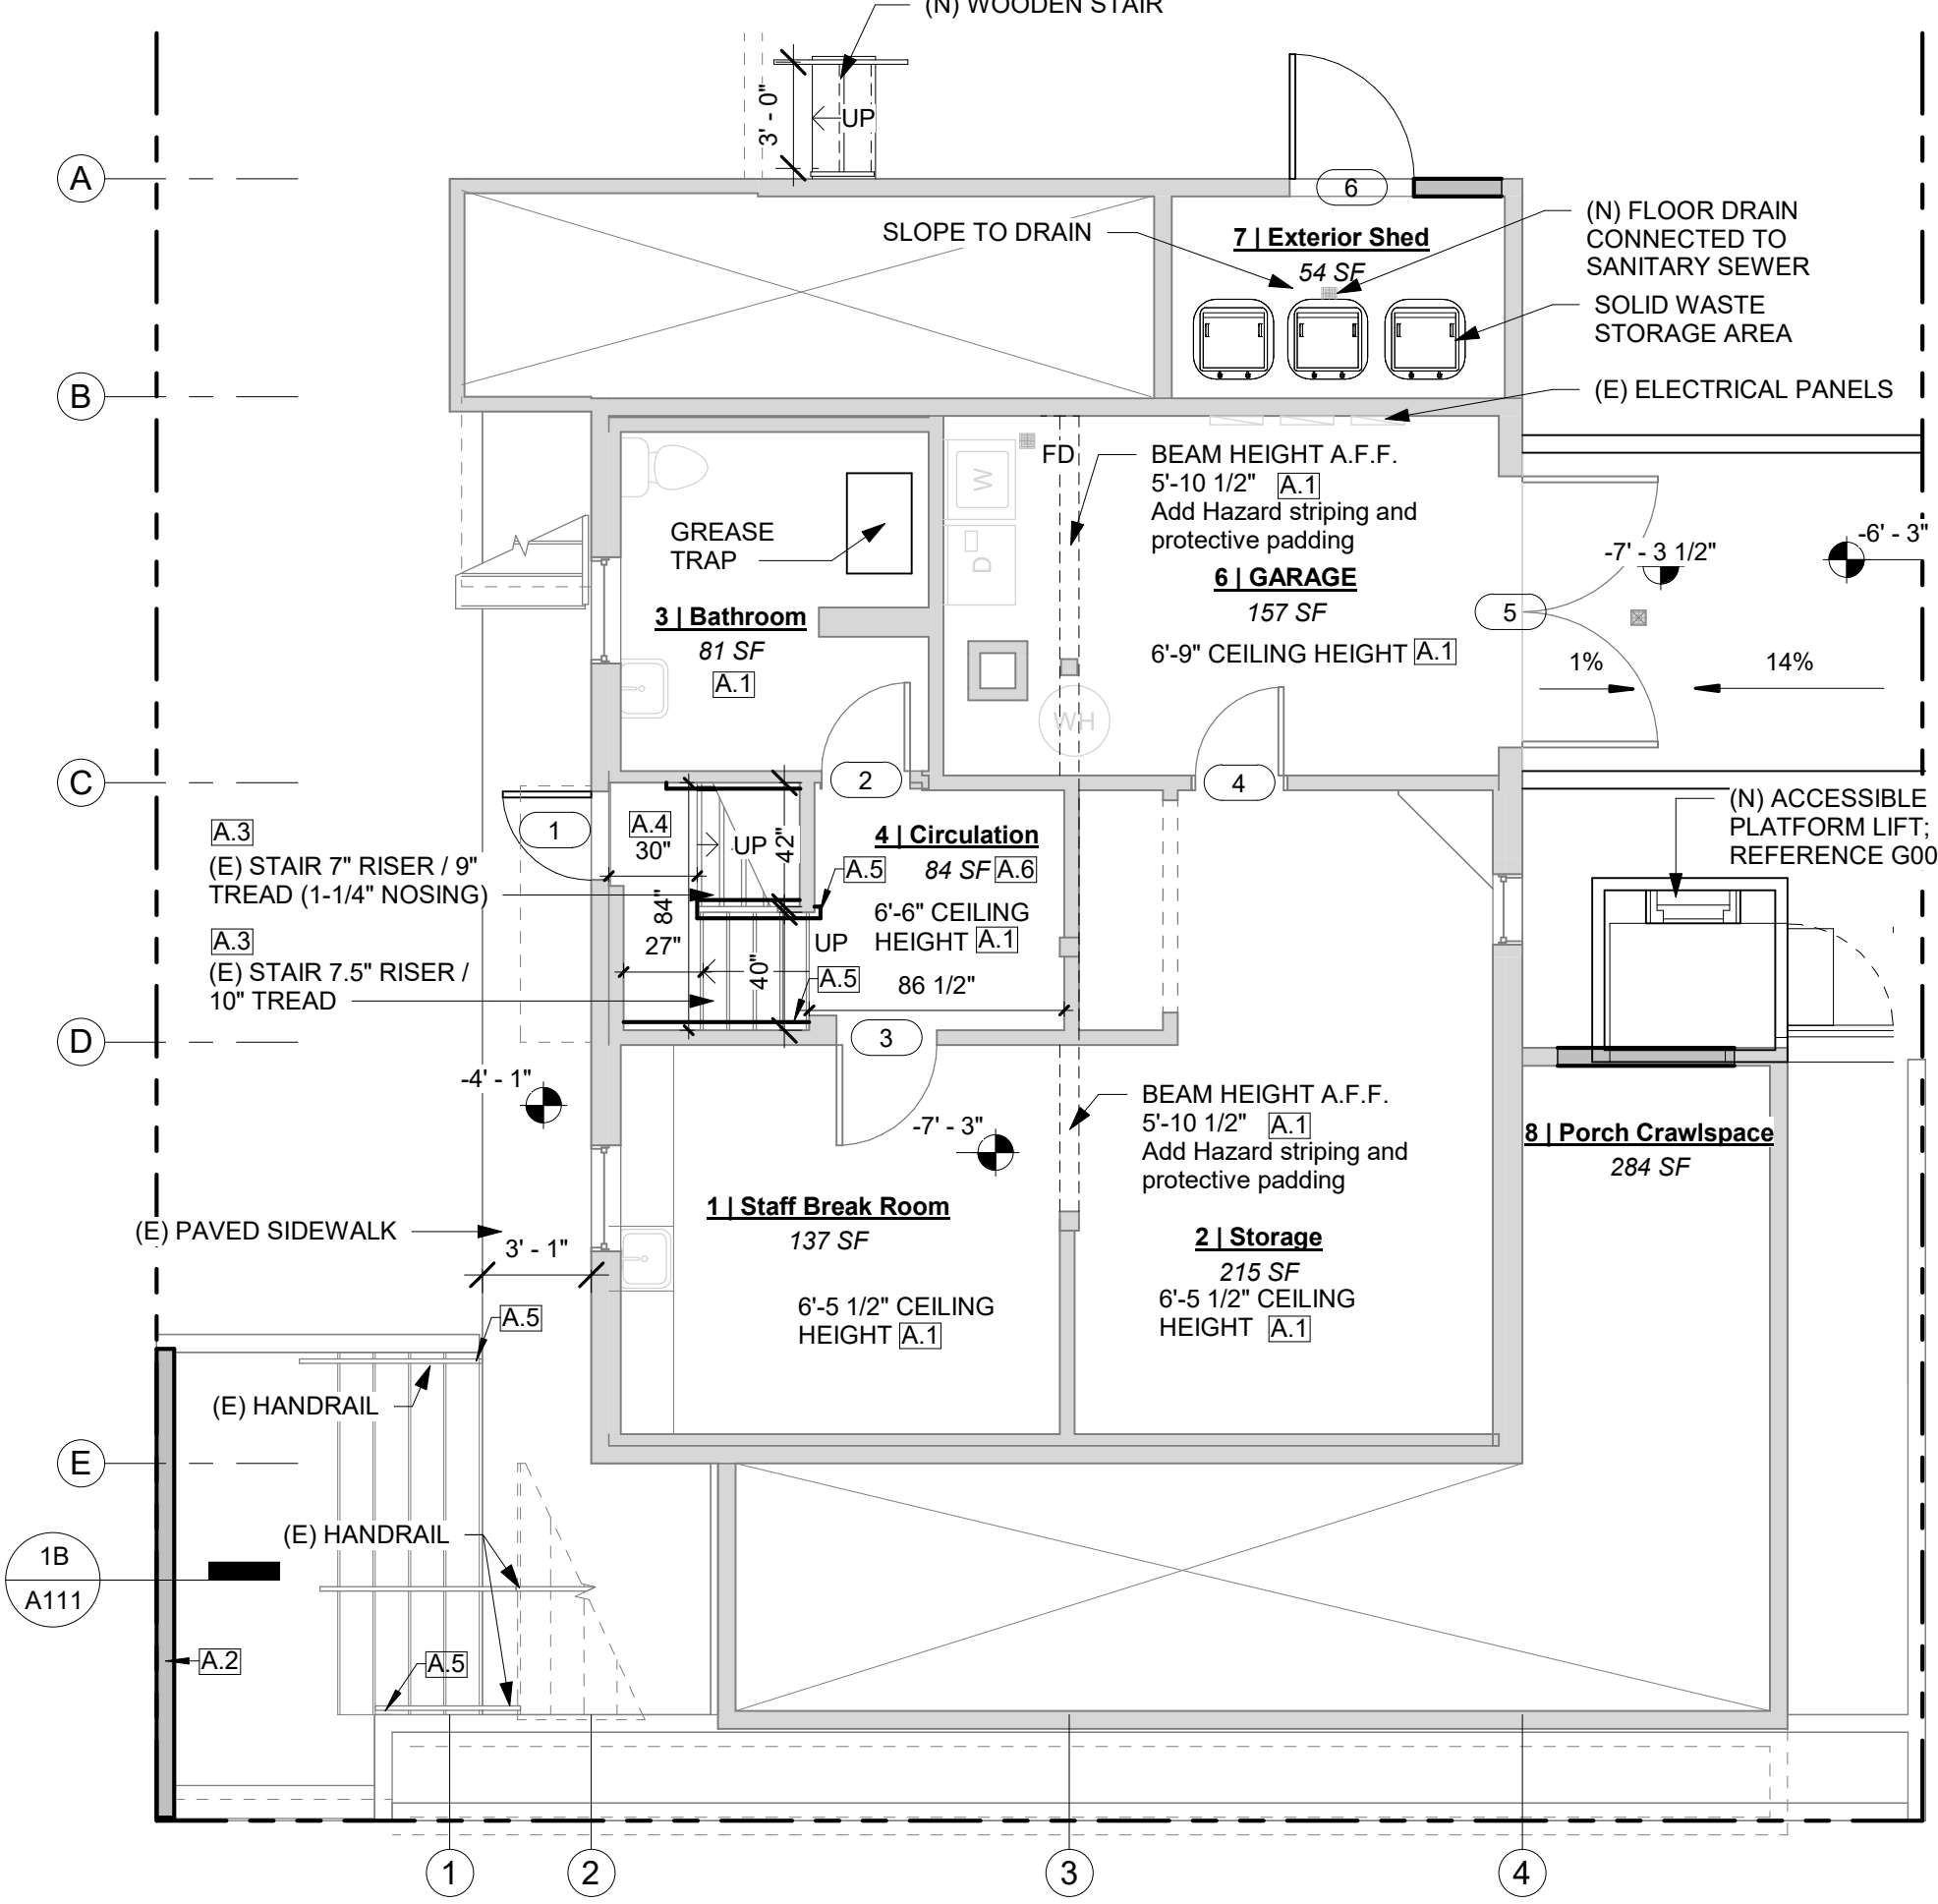 (N) WOODEN STAIR
3' - 0"
UP
A
6
SLOPE TO DRAIN
7 | Exterior Shed
54 SF
(N) FLOOR DRAIN
CONNECTED TO
SANITARY SEWER
SOLID WASTE
STORAGE AREA
B
(E) ELECTRICAL PANELS
W
FD
BEAM HEIGHT A.F.F.
5'-10 1/2" A.1
Add Hazard striping and
protective padding
GREASE
TRAP
D
6 | GARAGE
157 SF
6'-9" CEILING HEIGHT A.1
-7' - 3 1/2"
-6' - 3"
5
1%
14%
3 | Bathroom
81 SF
A.1
WH
C
2
4
1
A.3
(E) STAIR 7" RISER / 9"
TREAD (1-1/4" NOSING)
A.3
(E) STAIR 7.5" RISER /
10" TREAD
A.4
30"
UP
42"
84"
27"
40"
UP
A.5
A.5
4 | Circulation
84 SF A.6
6'-6" CEILING
HEIGHT A.1
86 1/2"
(N) ACCESSIBLE
PLATFORM LIFT;
REFERENCE G00
D
3
-4' - 1"
-7' - 3"
BEAM HEIGHT A.F.F.
5'-10 1/2" A.1
Add Hazard striping and
protective padding
8 | Porch Crawlspace
284 SF
1 | Staff Break Room
137 SF
6'-5 1/2" CEILING
HEIGHT A.1
2 | Storage
215 SF
6'-5 1/2" CEILING
HEIGHT A.1
(E) PAVED SIDEWALK
3' - 1"
A.5
(E) HANDRAIL
E
(E) HANDRAIL
1B
A111
A.2
A.5
1
2
3
4